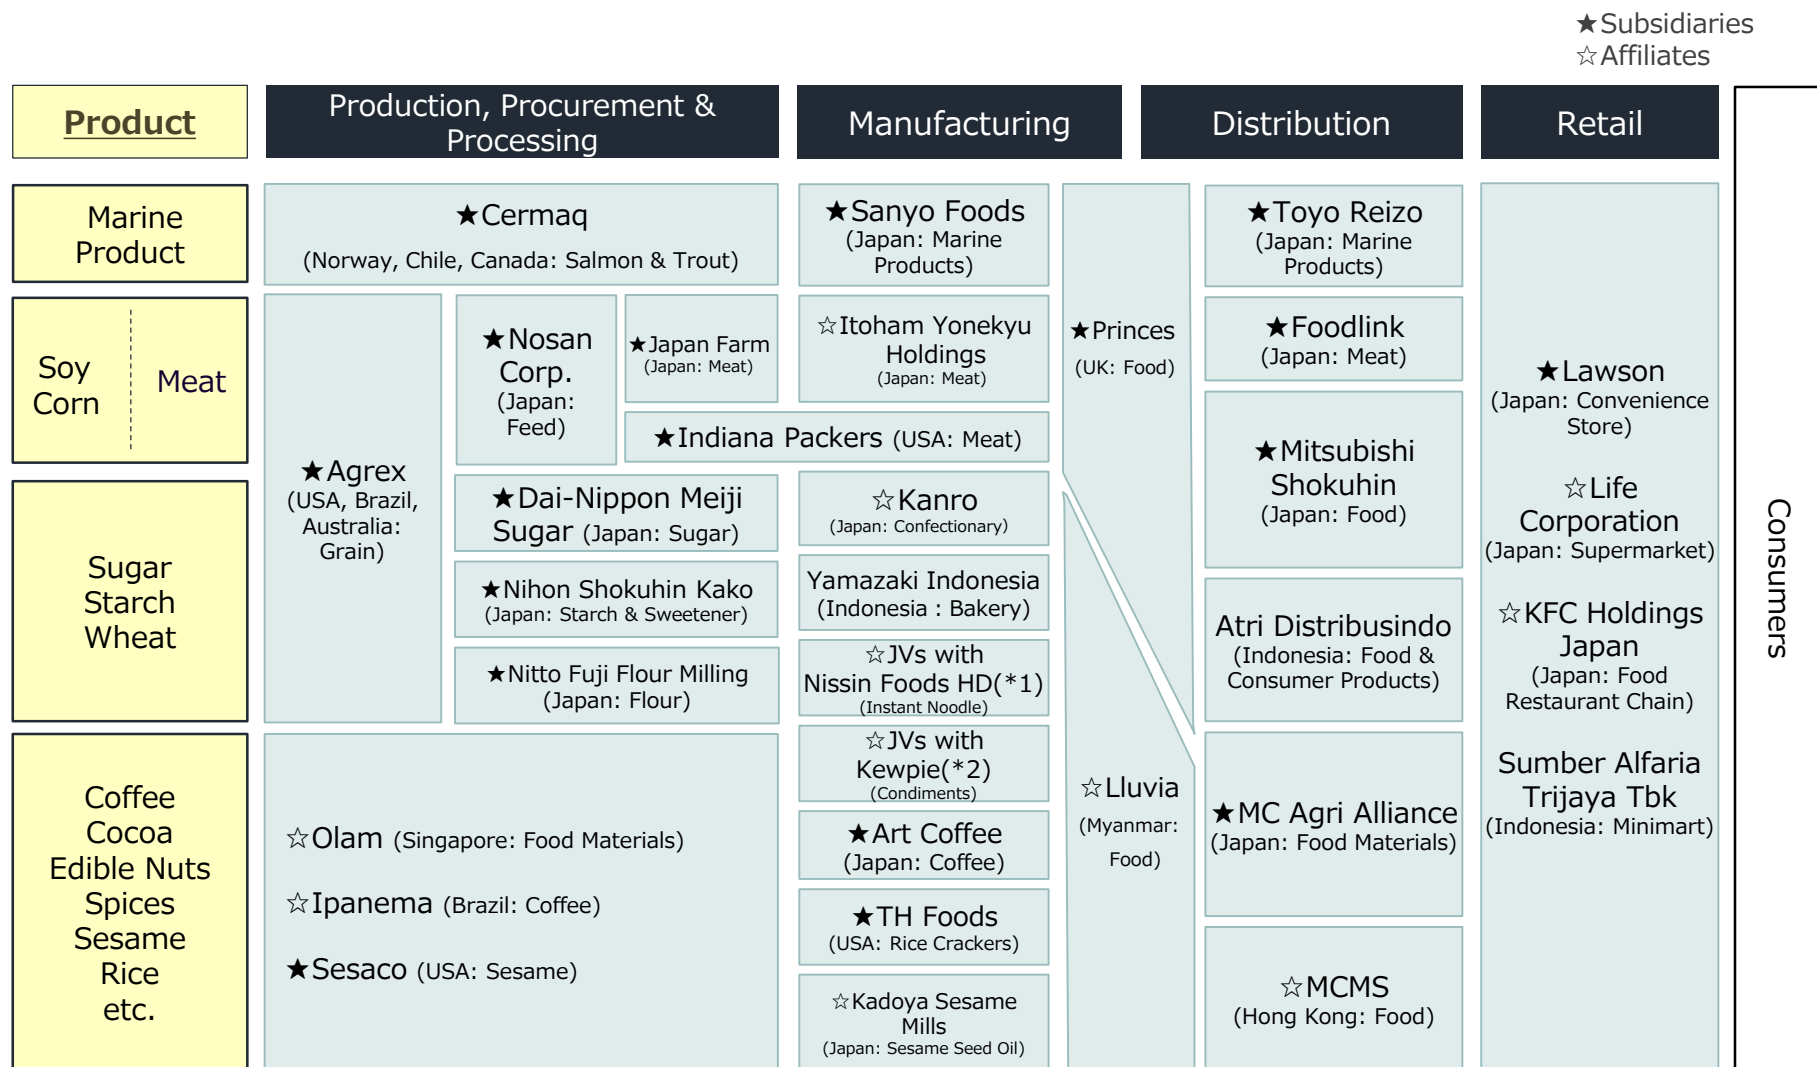 ★Subsidiaries
☆Affiliates
Product
Production, Procurement &
Processing
Manufacturing
Distribution
Retail
Consumers
Marine
Product
★Cermaq
(Norway, Chile, Canada: Salmon & Trout)
★Sanyo Foods
(Japan: Marine
Products)
★Toyo Reizo
(Japan: Marine
Products)
Soy
Corn
Meat
★Agrex
(USA, Brazil,
Australia:
Grain)
★Nosan
Corp.
(Japan:
Feed)
★Japan Farm
(Japan: Meat)
☆Itoham Yonekyu
Holdings
(Japan: Meat)
★Indiana Packers (USA: Meat)
★Princes
(UK: Food)
★Foodlink
(Japan: Meat)
★Mitsubishi
Shokuhin
(Japan: Food)
★Lawson
(Japan: Convenience
Store)
☆Life
Corporation
(Japan: Supermarket)
☆KFC Holdings
Japan
(Japan: Food
Restaurant Chain)
Sumber Alfaria
Trijaya Tbk
(Indonesia: Minimart)
Sugar
Starch
Wheat
★Dai-Nippon Meiji
Sugar (Japan: Sugar)
★Nihon Shokuhin Kako
(Japan: Starch & Sweetener)
★Nitto Fuji Flour Milling
(Japan: Flour)
☆Kanro
(Japan: Confectionary)
Yamazaki Indonesia
(Indonesia : Bakery)
☆JVs with
Nissin Foods HD(*1)
(Instant Noodle)
Atri Distribusindo
(Indonesia: Food &
Consumer Products)
Coffee
Cocoa
Edible Nuts
Spices
Sesame
Rice
etc.
☆Olam (Singapore: Food Materials)
☆Ipanema (Brazil: Coffee)
★Sesaco (USA: Sesame)
☆JVs with
Kewpie(*2)
(Condiments)
★Art Coffee
(Japan: Coffee)
★TH Foods
(USA: Rice Crackers)
☆Kadoya Sesame
Mills
(Japan: Sesame Seed Oil)
☆Lluvia
(Myanmar:
Food)
★MC Agri Alliance
(Japan: Food Materials)
☆MCMS
(Hong Kong: Food)